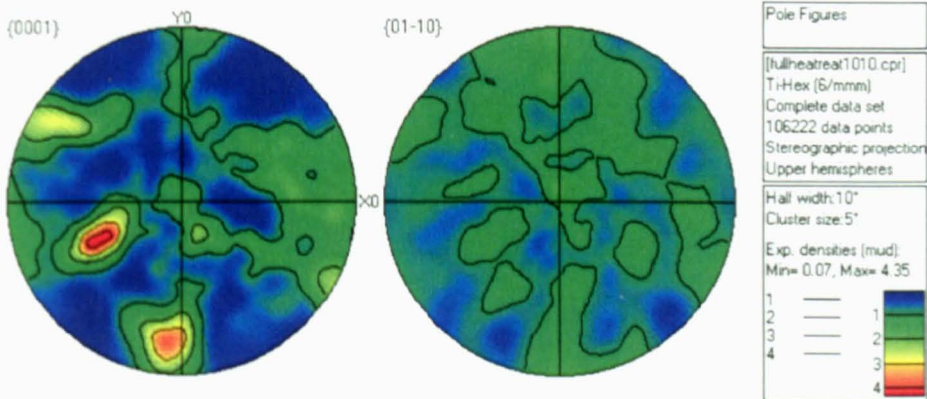 {0001}
Y0
X0
{01-10}
Pole Figures
[fullheatreat1010.cpr]
Ti-Hex (6/mmm)
Complete data set
106222 data points
Stereographic projection
Upper hemispheres
Half width:10°
Cluster size:5°
Exp. densities (mud):
Min= 0.07, Max= 4.35
1
2
3
4
1
2
3
4